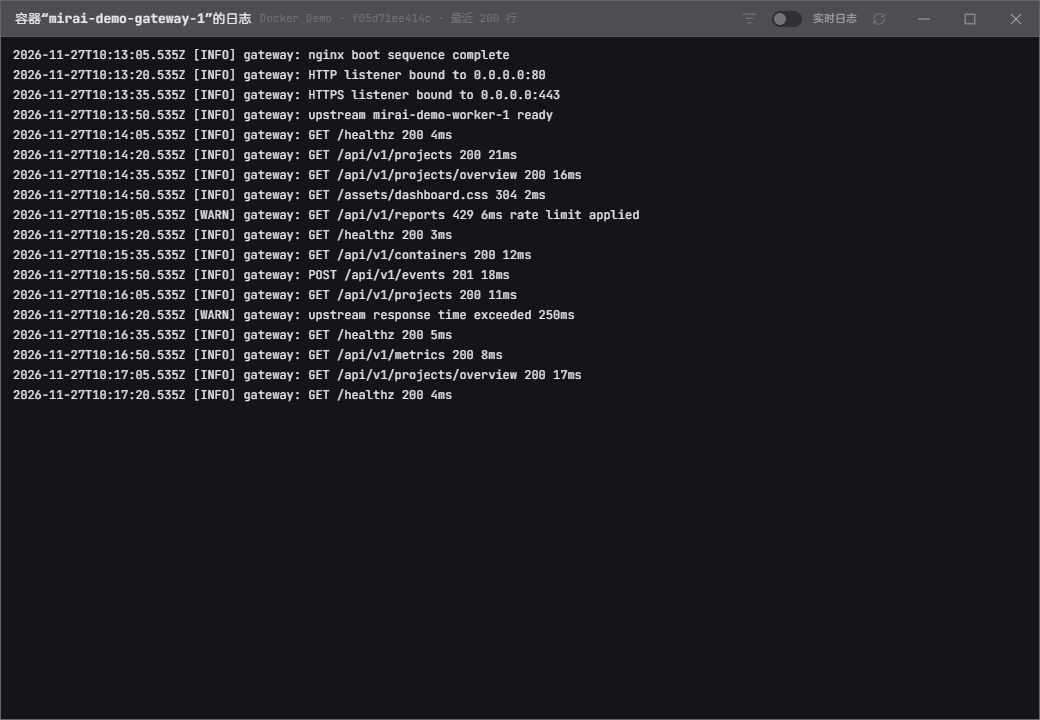 容器“mirai-demo-gateway-1”的日志 Docker Demo · f05d71ee414c · 最近 200 行 实时日志
2026-11-27T10:13:05.535Z [INFO] gateway: nginx boot sequence complete
2026-11-27T10:13:20.535Z [INFO] gateway: HTTP listener bound to 0.0.0.0:80
2026-11-27T10:13:35.535Z [INFO] gateway: HTTPS listener bound to 0.0.0.0:443
2026-11-27T10:13:50.535Z [INFO] gateway: upstream mirai-demo-worker-1 ready
2026-11-27T10:14:05.535Z [INFO] gateway: GET /healthz 200 4ms
2026-11-27T10:14:20.535Z [INFO] gateway: GET /api/v1/projects 200 21ms
2026-11-27T10:14:35.535Z [INFO] gateway: GET /api/v1/projects/overview 200 16ms
2026-11-27T10:14:50.535Z [INFO] gateway: GET /assets/dashboard.css 304 2ms
2026-11-27T10:15:05.535Z [WARN] gateway: GET /api/v1/reports 429 6ms rate limit applied
2026-11-27T10:15:20.535Z [INFO] gateway: GET /healthz 200 3ms
2026-11-27T10:15:35.535Z [INFO] gateway: GET /api/v1/containers 200 12ms
2026-11-27T10:15:50.535Z [INFO] gateway: POST /api/v1/events 201 18ms
2026-11-27T10:16:05.535Z [INFO] gateway: GET /api/v1/projects 200 11ms
2026-11-27T10:16:20.535Z [WARN] gateway: upstream response time exceeded 250ms
2026-11-27T10:16:35.535Z [INFO] gateway: GET /healthz 200 5ms
2026-11-27T10:16:50.535Z [INFO] gateway: GET /api/v1/metrics 200 8ms
2026-11-27T10:17:05.535Z [INFO] gateway: GET /api/v1/projects/overview 200 17ms
2026-11-27T10:17:20.535Z [INFO] gateway: GET /healthz 200 4ms